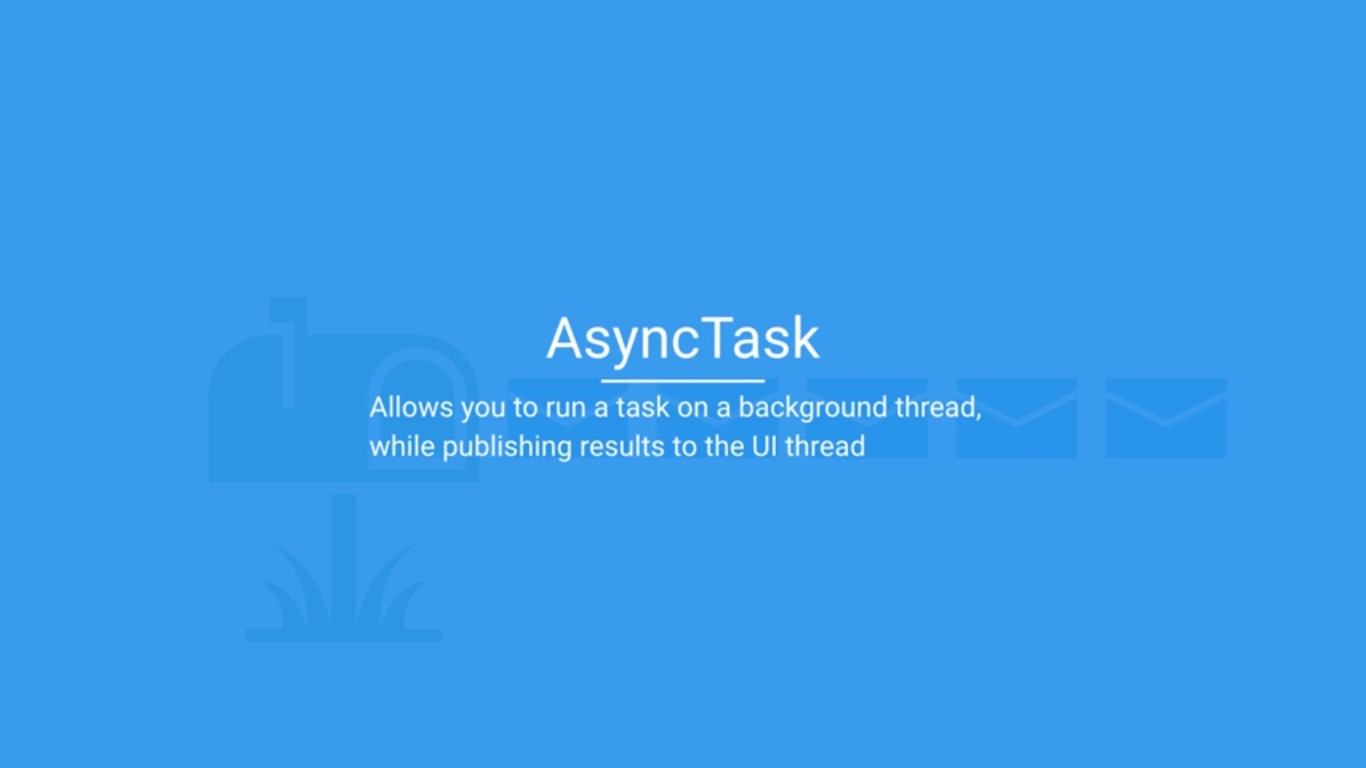 AsyncTask
Allows you to run a task on a background thread,
while publishing results to the UI thread